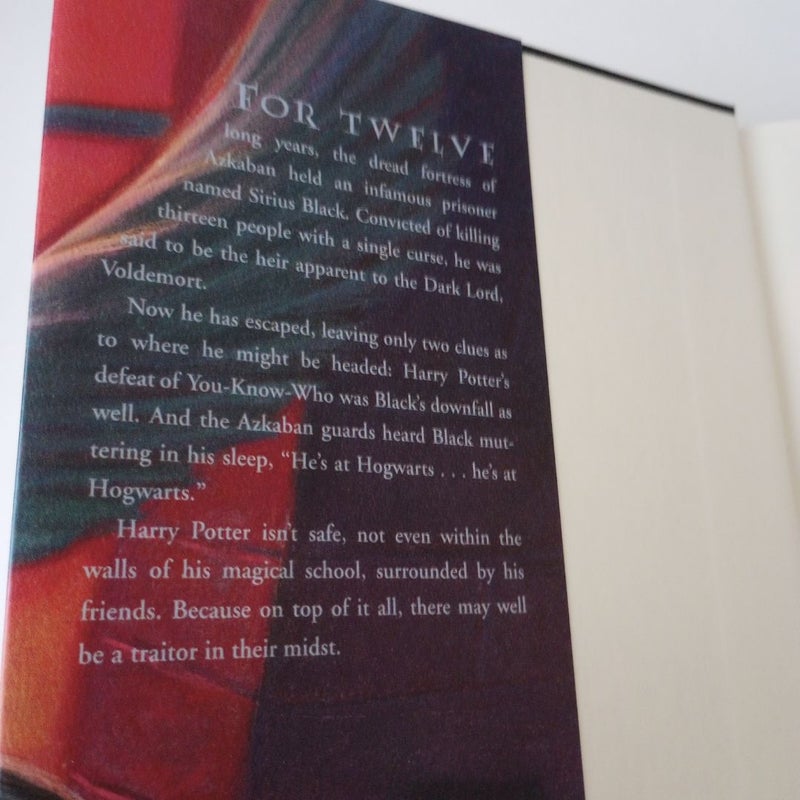 FOR TWELVE
long years, the dread fortress of
Azkaban held an infamous prisoner
named Sirius Black. Convicted of killing
thirteen people with a single curse, he was
said to be the heir apparent to the Dark Lord,
Voldemort.
Now he has escaped, leaving only two clues as
to where he might be headed: Harry Potter's
defeat of You-Know-Who was Black's downfall as
well. And the Azkaban guards heard Black mut-
tering in his sleep, “He's at Hogwarts . . . he's at
Hogwarts.”
Harry Potter isn't safe, not even within the
walls of his magical school, surrounded by his
friends. Because on top of it all, there may well
be a traitor in their midst.